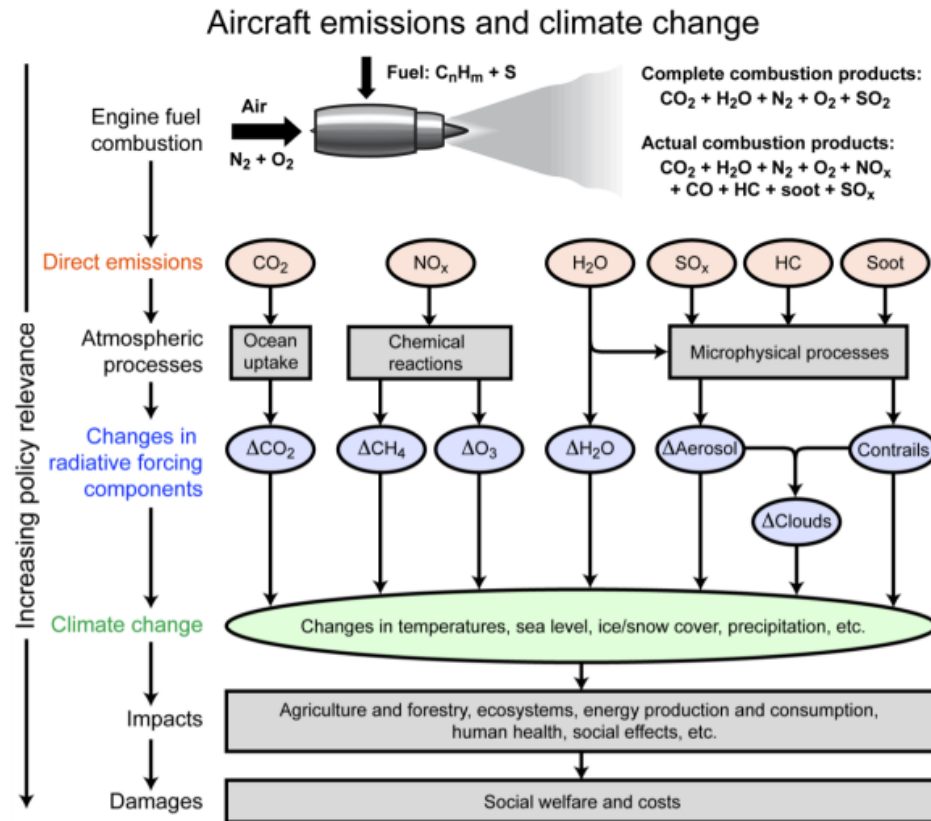 Aircraft emissions and climate change
Increasing policy relevance
Engine fuel
combustion
Air
N₂ + O₂
Fuel: CₙHₘ + S
Complete combustion products:
CO₂ + H₂O + N₂ + O₂ + SO₂
Actual combustion products:
CO₂ + H₂O + N₂ + O₂ + NOₓ
+ CO + HC + soot + SOₓ
Direct emissions
CO₂
NOₓ
H₂O
SOₓ
HC
Soot
Atmospheric
processes
Ocean
uptake
Chemical
reactions
Microphysical processes
Changes in
radiative forcing
components
ΔCO₂
ΔCH₄
ΔO₃
ΔH₂O
ΔAerosol
Contrails
ΔClouds
Climate change
Changes in temperatures, sea level, ice/snow cover, precipitation, etc.
Impacts
Agriculture and forestry, ecosystems, energy production and consumption,
human health, social effects, etc.
Damages
Social welfare and costs